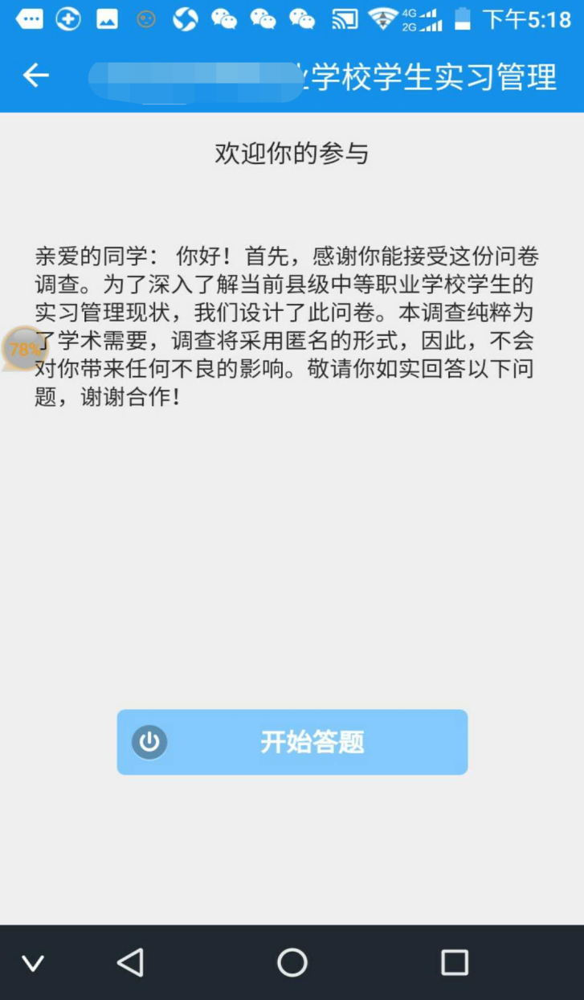 4G
2G
下午5:18
学校学生实习管理
欢迎你的参与
亲爱的同学： 你好！首先，感谢你能接受这份问卷
调查。为了深入了解当前县级中等职业学校学生的
实习管理现状，我们设计了此问卷。本调查纯粹为
了学术需要，调查将采用匿名的形式，因此，不会
78%
对你带来任何不良的影响。敬请你如实回答以下问
题，谢谢合作！
开始答题